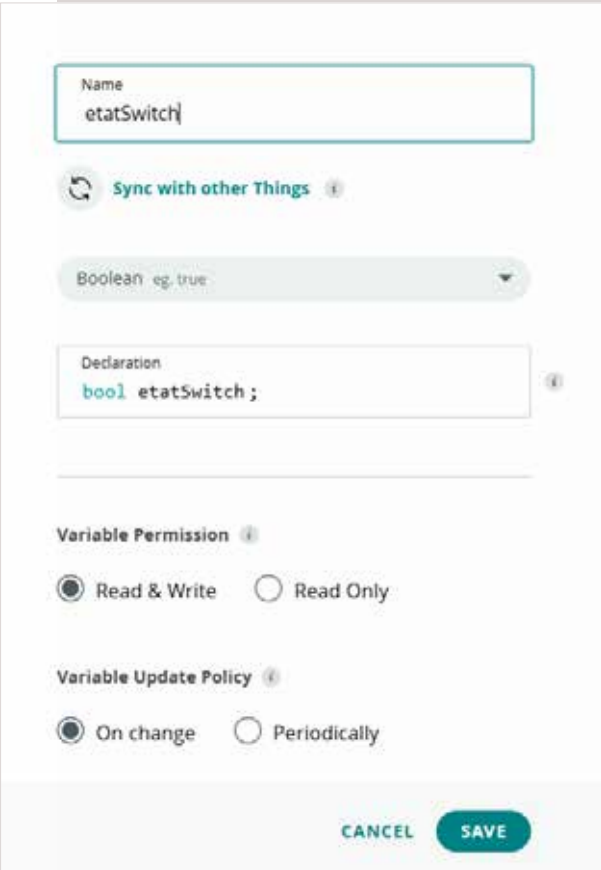 Name
etatSwitch
Sync with other Things i
Boolean eg. true
Declaration
bool etatSwitch;
i
Variable Permission i
Read & Write Read Only
Variable Update Policy i
On change Periodically
CANCEL SAVE